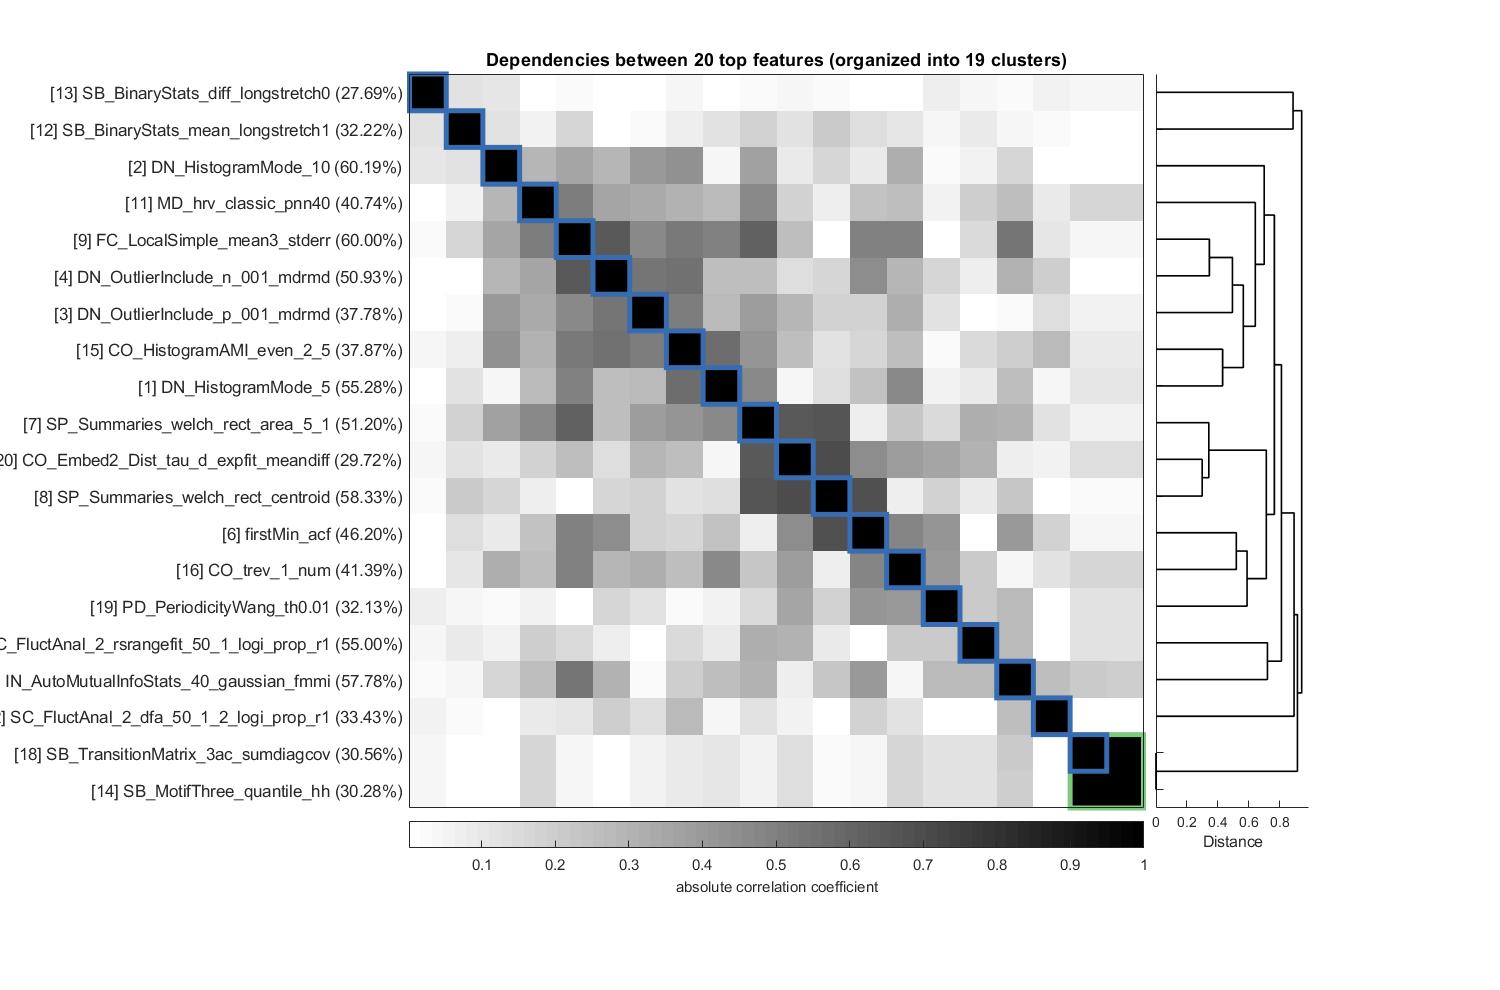 Dependencies between 20 top features (organized into 19 clusters)
[13] SB_BinaryStats_diff_longstretch0 (27.69%)
[12] SB_BinaryStats_mean_longstretch1 (32.22%)
[2] DN_HistogramMode_10 (60.19%)
[11] MD_hrv_classic_pnn40 (40.74%)
[9] FC_LocalSimple_mean3_stderr (60.00%)
[4] DN_OutlierInclude_n_001_mdrmd (50.93%)
[3] DN_OutlierInclude_p_001_mdrmd (37.78%)
[15] CO_HistogramAMI_even_2_5 (37.87%)
[1] DN_HistogramMode_5 (55.28%)
[7] SP_Summaries_welch_rect_area_5_1 (51.20%)
20] CO_Embed2_Dist_tau_d_expfit_meandiff (29.72%)
[8] SP_Summaries_welch_rect_centroid (58.33%)
[6] firstMin_acf (46.20%)
[16] CO_trev_1_num (41.39%)
[19] PD_PeriodicityWang_th0.01 (32.13%)
C_FluctAnal_2_rsrangefit_50_1_logi_prop_r1 (55.00%)
IN_AutoMutualInfoStats_40_gaussian_fmmi (57.78%)
] SC_FluctAnal_2_dfa_50_1_2_logi_prop_r1 (33.43%)
[18] SB_TransitionMatrix_3ac_sumdiagcov (30.56%)
[14] SB_MotifThree_quantile_hh (30.28%)
0.1 0.2 0.3 0.4 0.5 0.6 0.7 0.8 0.9 1
absolute correlation coefficient
0 0.2 0.4 0.6 0.8
Distance